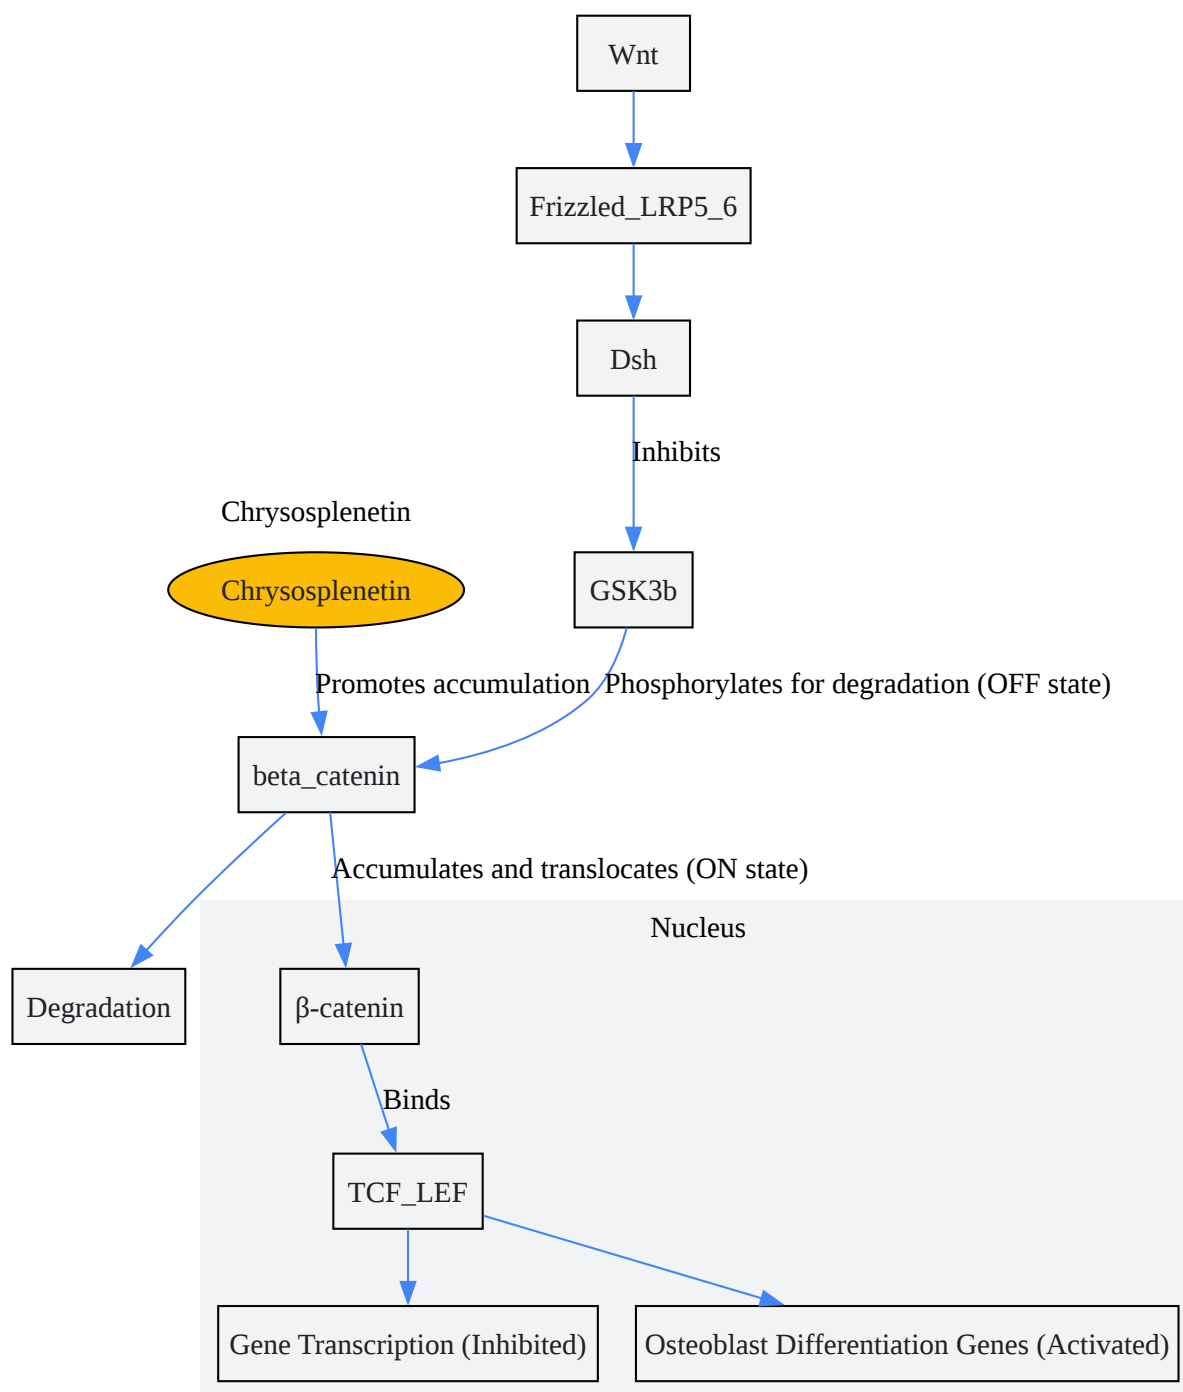 Wnt
Frizzled_LRP5_6
Dsh
Inhibits
Chrysosplenetin
Chrysosplenetin
GSK3b
Promotes accumulation
Phosphorylates for degradation (OFF state)
beta_catenin
Accumulates and translocates (ON state)
Nucleus
Degradation
β-catenin
Binds
TCF_LEF
Gene Transcription (Inhibited)
Osteoblast Differentiation Genes (Activated)